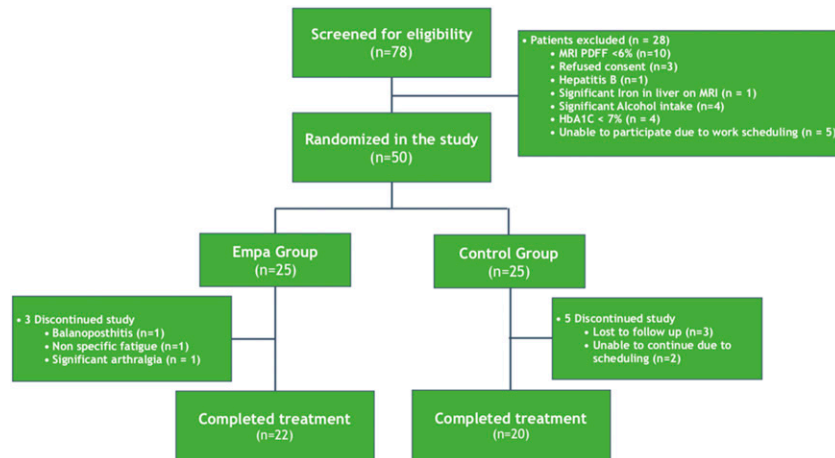 Screened for eligibility
(n=78)
• Patients excluded (n = 28)
• MRI PDFF <6% (n=10)
• Refused consent (n=3)
• Hepatitis B (n=1)
• Significant Iron in liver on MRI (n = 1)
• Significant Alcohol intake (n=4)
• HbA1C < 7% (n = 4)
• Unable to participate due to work scheduling (n = 5)
Randomized in the study
(n=50)
Empa Group
(n=25)
Control Group
(n=25)
• 3 Discontinued study
• Balanoposthitis (n=1)
• Non specific fatigue (n=1)
• Significant arthralgia (n = 1)
• 5 Discontinued study
• Lost to follow up (n=3)
• Unable to continue due to
scheduling (n=2)
Completed treatment
(n=22)
Completed treatment
(n=20)